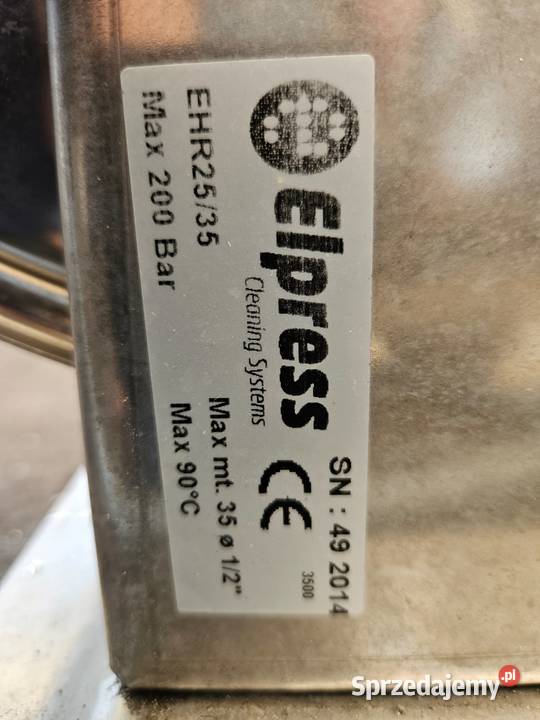 Elpress
Cleaning Systems
EHR25/35
Max 200 Bar
SN : 49 2014
3500
CE
Max mt. 35 ø 1/2"
Max 90°C
Sprzedajemy.pl